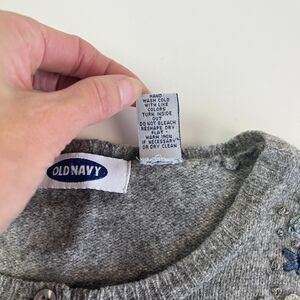 HAND
WASH COLD
WITH LIKE
COLORS
TURN INSIDE
OUT
DO NOT BLEACH
RESHAPE DRY
FLAT
WARM IRON
IF NECESSARY
OR DRY CLEAN
OLD NAVY